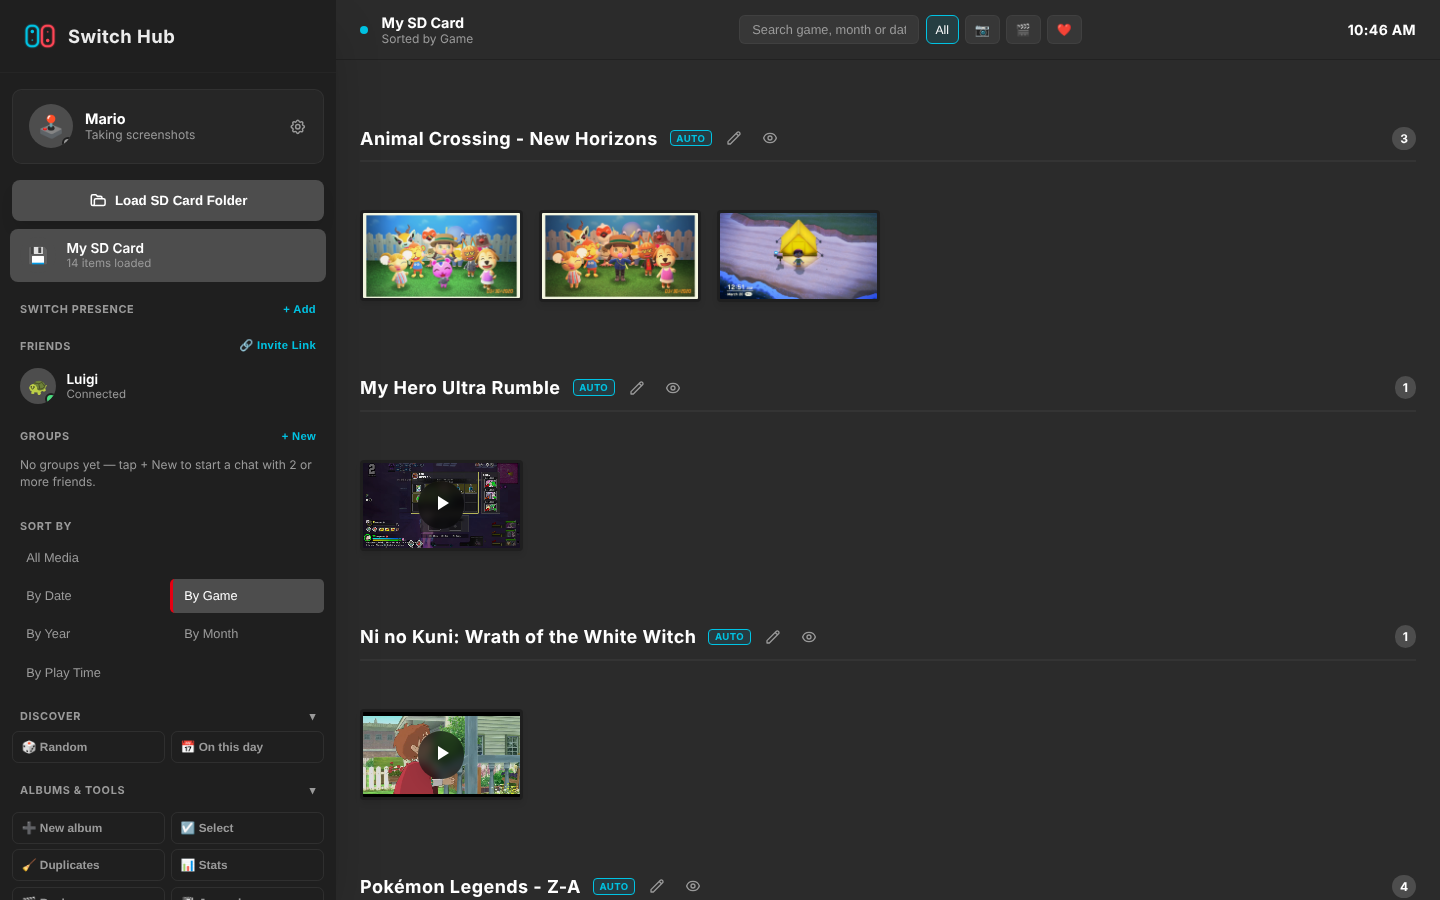 Switch Hub
Mario
Taking screenshots
Load SD Card Folder
My SD Card
14 items loaded
SWITCH PRESENCE
+ Add
FRIENDS
Invite Link
Luigi
Connected
GROUPS
+ New
No groups yet — tap + New to start a chat with 2 or
more friends.
SORT BY
All Media
By Date
By Game
By Year
By Month
By Play Time
DISCOVER
Random
On this day
ALBUMS & TOOLS
New album
Select
Duplicates
Stats
My SD Card
Sorted by Game
Search game, month or dat
All
10:46 AM
Animal Crossing - New Horizons
AUTO
3
My Hero Ultra Rumble
AUTO
1
Ni no Kuni: Wrath of the White Witch
AUTO
1
Pokémon Legends - Z-A
AUTO
4